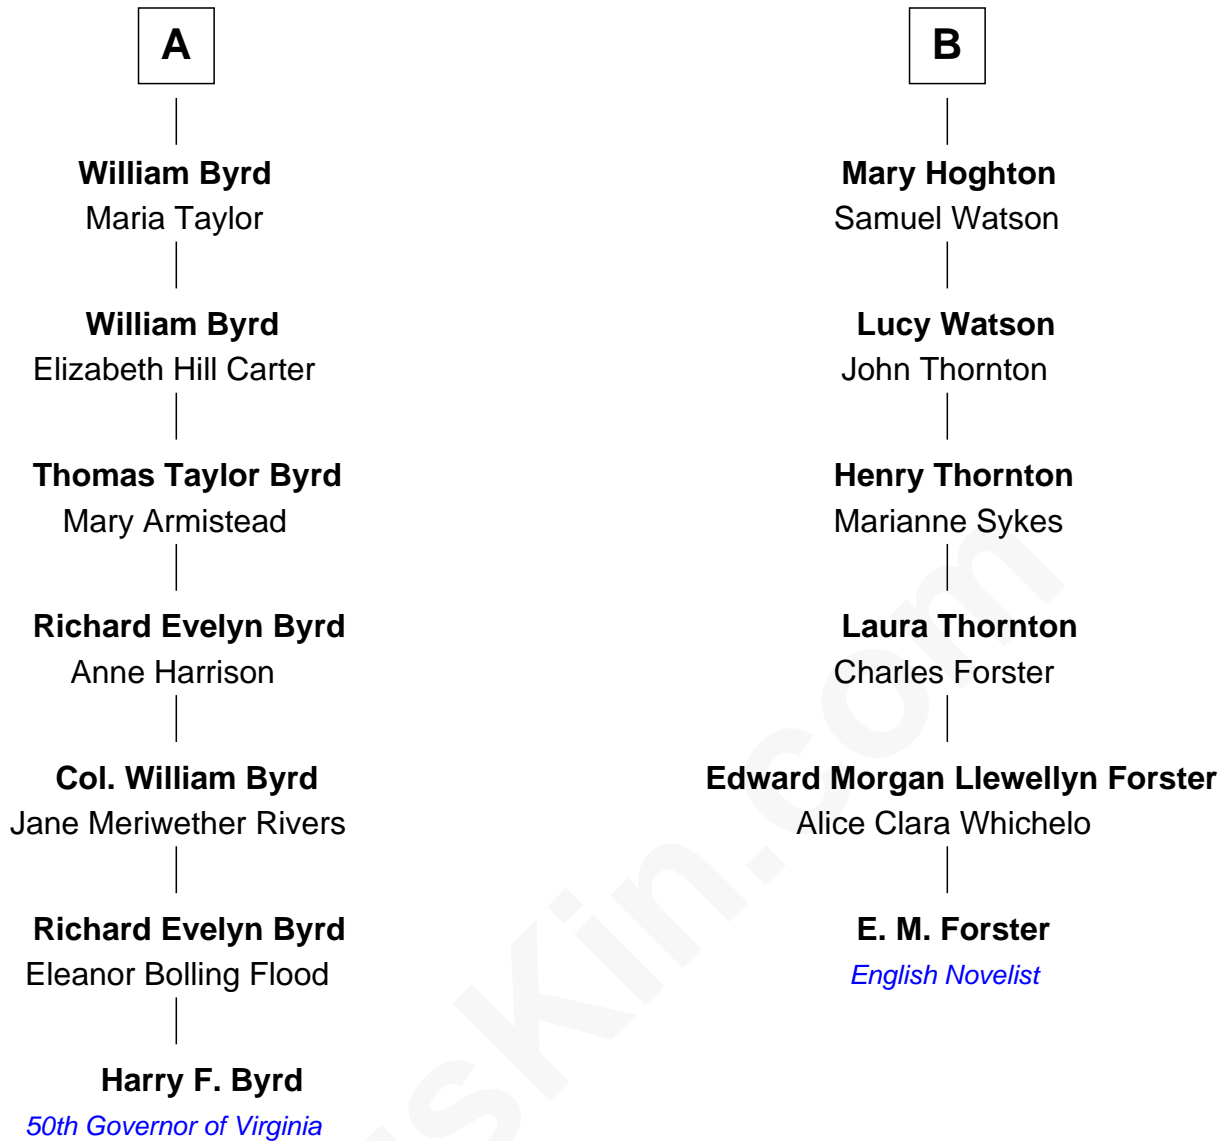 A
William Byrd
Maria Taylor
William Byrd
Elizabeth Hill Carter
Thomas Taylor Byrd
Mary Armistead
Richard Evelyn Byrd
Anne Harrison
Col. William Byrd
Jane Meriwether Rivers
Richard Evelyn Byrd
Eleanor Bolling Flood
Harry F. Byrd
50th Governor of Virginia
B
Mary Hoghton
Samuel Watson
Lucy Watson
John Thornton
Henry Thornton
Marianne Sykes
Laura Thornton
Charles Forster
Edward Morgan Llewellyn Forster
Alice Clara Whichelo
E. M. Forster
English Novelist